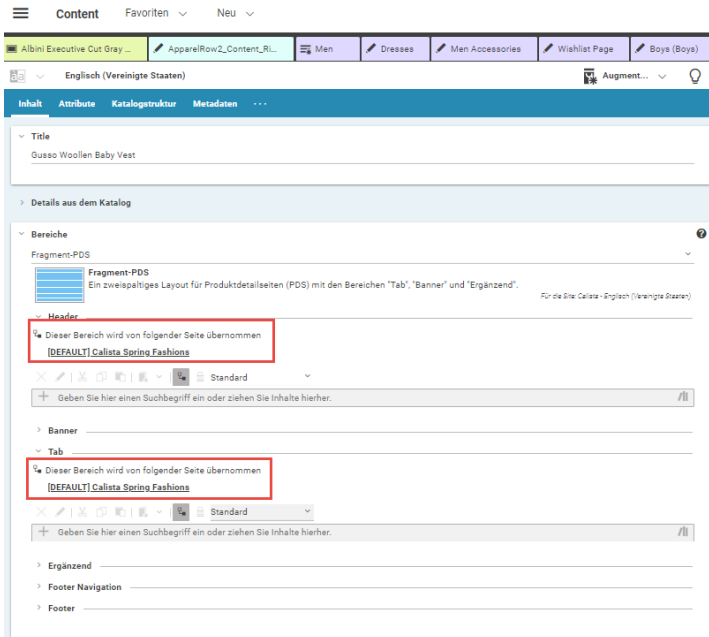 Content Favoriten Neu
Albini Executive Cut Gray ... ApparelRow2_Content_Ri... Men Dresses Men Accessories Wishlist Page Boys (Boys)
Englisch (Vereinigte Staaten) Augment...
Inhalt Attribute Katalogstruktur Metadaten ...
Title
Gusso Woollen Baby Vest
Details aus dem Katalog
Bereiche
Fragment-PDS
Fragment-PDS
Ein zweispaltiges Layout für Produktdetailseiten (PDS) mit den Bereichen "Tab", "Banner" und "Ergänzend".
Für die Site: Calista - Englisch (Vereinigte Staaten)
Header
Dieser Bereich wird von folgender Seite übernommen
[DEFAULT] Calista Spring Fashions
Standard
Geben Sie hier einen Suchbegriff ein oder ziehen Sie Inhalte hierher.
Banner
Tab
Dieser Bereich wird von folgender Seite übernommen
[DEFAULT] Calista Spring Fashions
Standard
Geben Sie hier einen Suchbegriff ein oder ziehen Sie Inhalte hierher.
Ergänzend
Footer Navigation
Footer